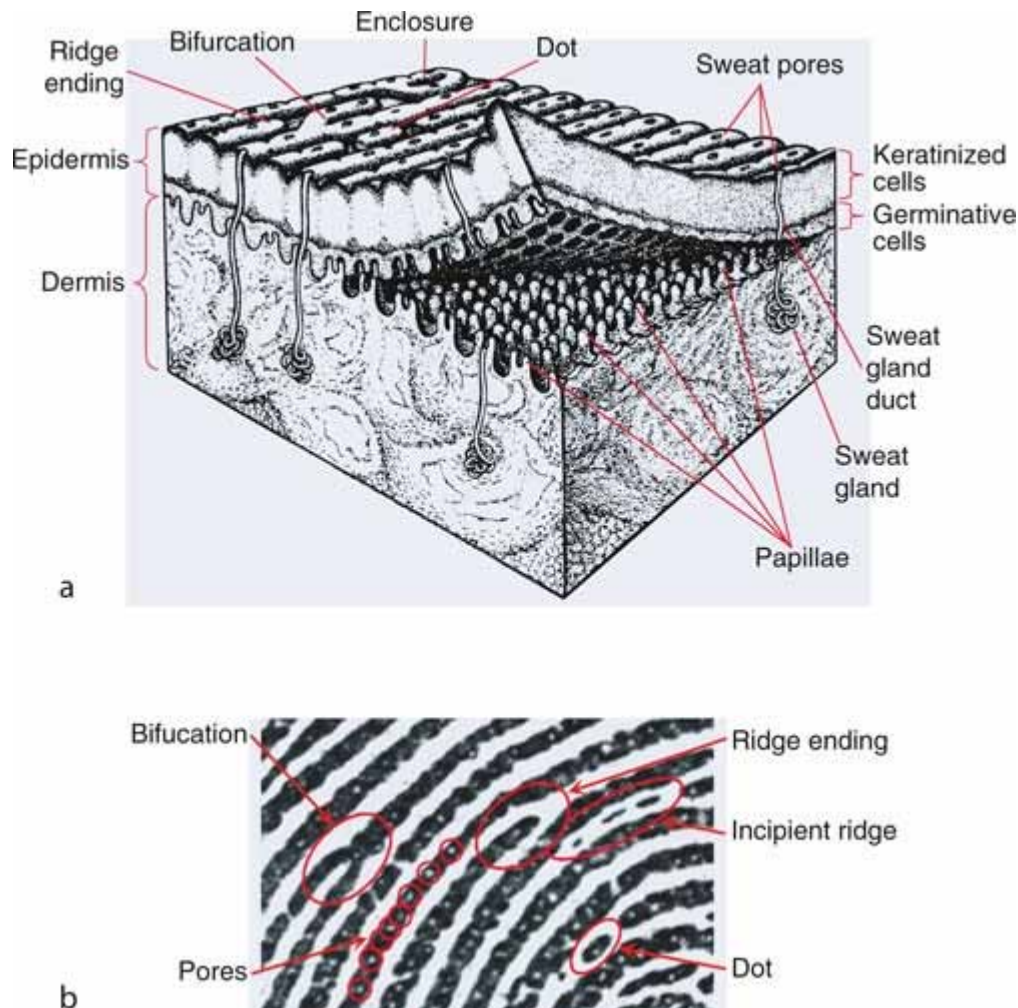 Enclosure
Bifurcation
Dot
Ridge
ending
Sweat pores
Epidermis
Keratinized
cells
Germinative
cells
Dermis
Sweat
gland
duct
Sweat
gland
Papillae
a
Bifucation
Ridge ending
Incipient ridge
Pores
Dot
b